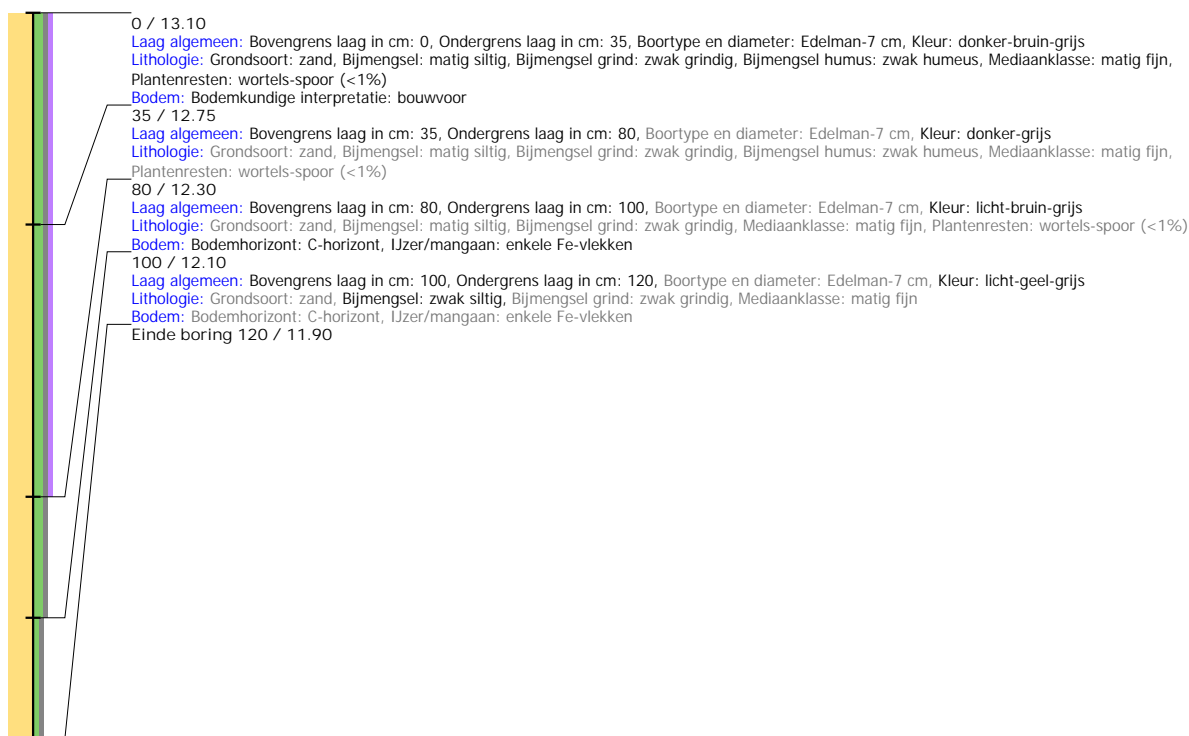 0 / 13.10
Laag algemeen: Bovengrens laag in cm: 0, Ondergrens laag in cm: 35, Boortype en diameter: Edelman-7 cm, Kleur: donker-bruin-grijs
Lithologie: Grondsoort: zand, Bijmengsel: matig siltig, Bijmengsel grind: zwak grindig, Bijmengsel humus: zwak humeus, Mediaanklasse: matig fijn,
Plantenresten: wortels-spoor (<1%)
Bodem: Bodemkundige interpretatie: bouwvoor
35 / 12.75
Laag algemeen: Bovengrens laag in cm: 35, Ondergrens laag in cm: 80, Boortype en diameter: Edelman-7 cm, Kleur: donker-grijs
Lithologie: Grondsoort: zand, Bijmengsel: matig siltig, Bijmengsel grind: zwak grindig, Bijmengsel humus: zwak humeus, Mediaanklasse: matig fijn,
Plantenresten: wortels-spoor (<1%)
80 / 12.30
Laag algemeen: Bovengrens laag in cm: 80, Ondergrens laag in cm: 100, Boortype en diameter: Edelman-7 cm, Kleur: licht-bruin-grijs
Lithologie: Grondsoort: zand, Bijmengsel: matig siltig, Bijmengsel grind: zwak grindig, Mediaanklasse: matig fijn, Plantenresten: wortels-spoor (<1%)
Bodem: Bodemhorizont: C-horizont, IJzer/mangaan: enkele Fe-vlekken
100 / 12.10
Laag algemeen: Bovengrens laag in cm: 100, Ondergrens laag in cm: 120, Boortype en diameter: Edelman-7 cm, Kleur: licht-geel-grijs
Lithologie: Grondsoort: zand, Bijmengsel: zwak siltig, Bijmengsel grind: zwak grindig, Mediaanklasse: matig fijn
Bodem: Bodemhorizont: C-horizont, IJzer/mangaan: enkele Fe-vlekken
Einde boring 120 / 11.90